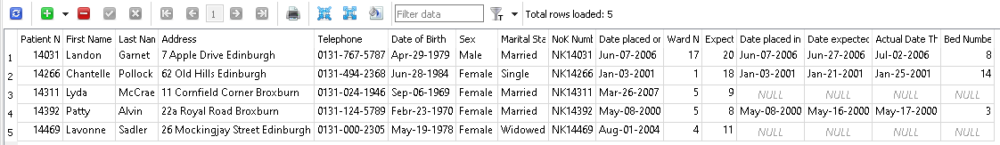 1 Filter data Total rows loaded: 5
Patient N First Name Last Nan Address Telephone Date of Birth Sex Marital Sta NoK Numb Date placed or Ward N Expect Date placed in Date expected Actual Date Th Bed Numbe
1 14031 Landon Garnet 7 Apple Drive Edinburgh 0131-767-5787 Apr-29-1979 Male Married NK14031 Jun-07-2006 17 20 Jun-07-2006 Jun-27-2006 Jul-02-2006 8
2 14266 Chantelle Pollock 62 Old Hills Edinburgh 0131-494-2368 Jun-28-1984 Female Single NK14266 Jan-03-2001 1 18 Jan-03-2001 Jan-21-2001 Jan-25-2001 14
3 14311 Lyda McCrae 11 Cornfield Corner Broxburn 0131-024-1946 Sep-06-1969 Female Married NK14311 Mar-26-2007 5 9 NULL NULL NULL NULL
4 14392 Patty Alvin 22a Royal Road Broxburn 0131-124-5789 Febr-23-1970 Female Married NK14392 May-08-2000 5 8 May-08-2000 May-16-2000 May-17-2000 3
5 14469 Lavonne Sadler 26 Mockingjay Street Edinburgh 0131-000-2305 May-19-1978 Female Widowed NK14469 Aug-01-2004 4 11 NULL NULL NULL NULL